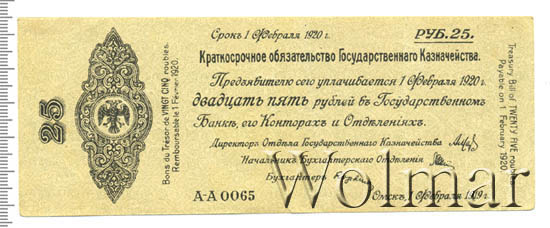 Срокъ 1 Февраля 1920 г.
РУБ. 25.
Краткосрочное обязательство Государственнаго Казначейства.
Предъявителю сего уплачивается 1 Февраля 1920 г.
двадцать пять рублей въ Государственномъ
Банкѣ, его Конторахъ и Отдѣленіяхъ.
Директоръ Отдѣла Государственнаго Казначейства
Начальникъ Бухгалтерскаго Отдѣленія
Бухгалтеръ
А-А 0065
Омскъ, 1 Февраля 1919 г.
25
Bons du Trésor de VINGT CINQ roubles.
Remboursable le 1 Février 1920.
Treasury Bill of TWENTY FIVE roubles
Payable on 1 February 1920.
Wolmar